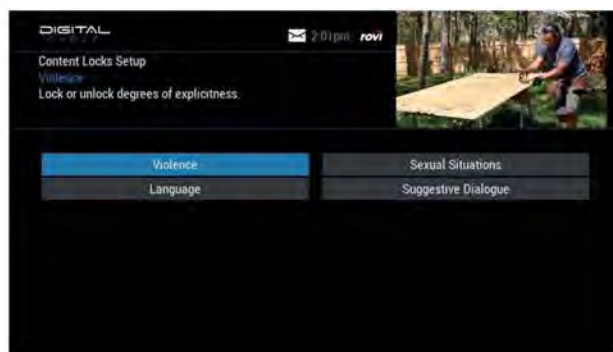 DIGITAL
2:01pm rovi
Content Locks Setup
Violence
Lock or unlock degrees of explicitness.
Violence
Sexual Situations
Language
Suggestive Dialogue